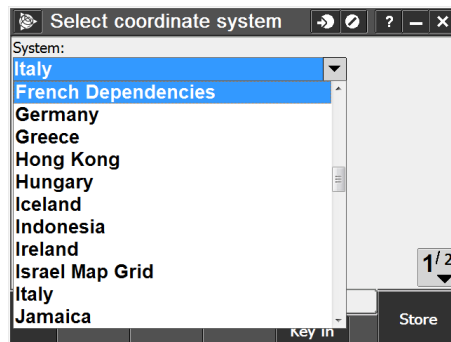 Select coordinate system ? – ×
System:
Italy
French Dependencies
Germany
Greece
Hong Kong
Hungary
Iceland
Indonesia
Ireland
Israel Map Grid
Italy
Jamaica
1/2
Key in
Store